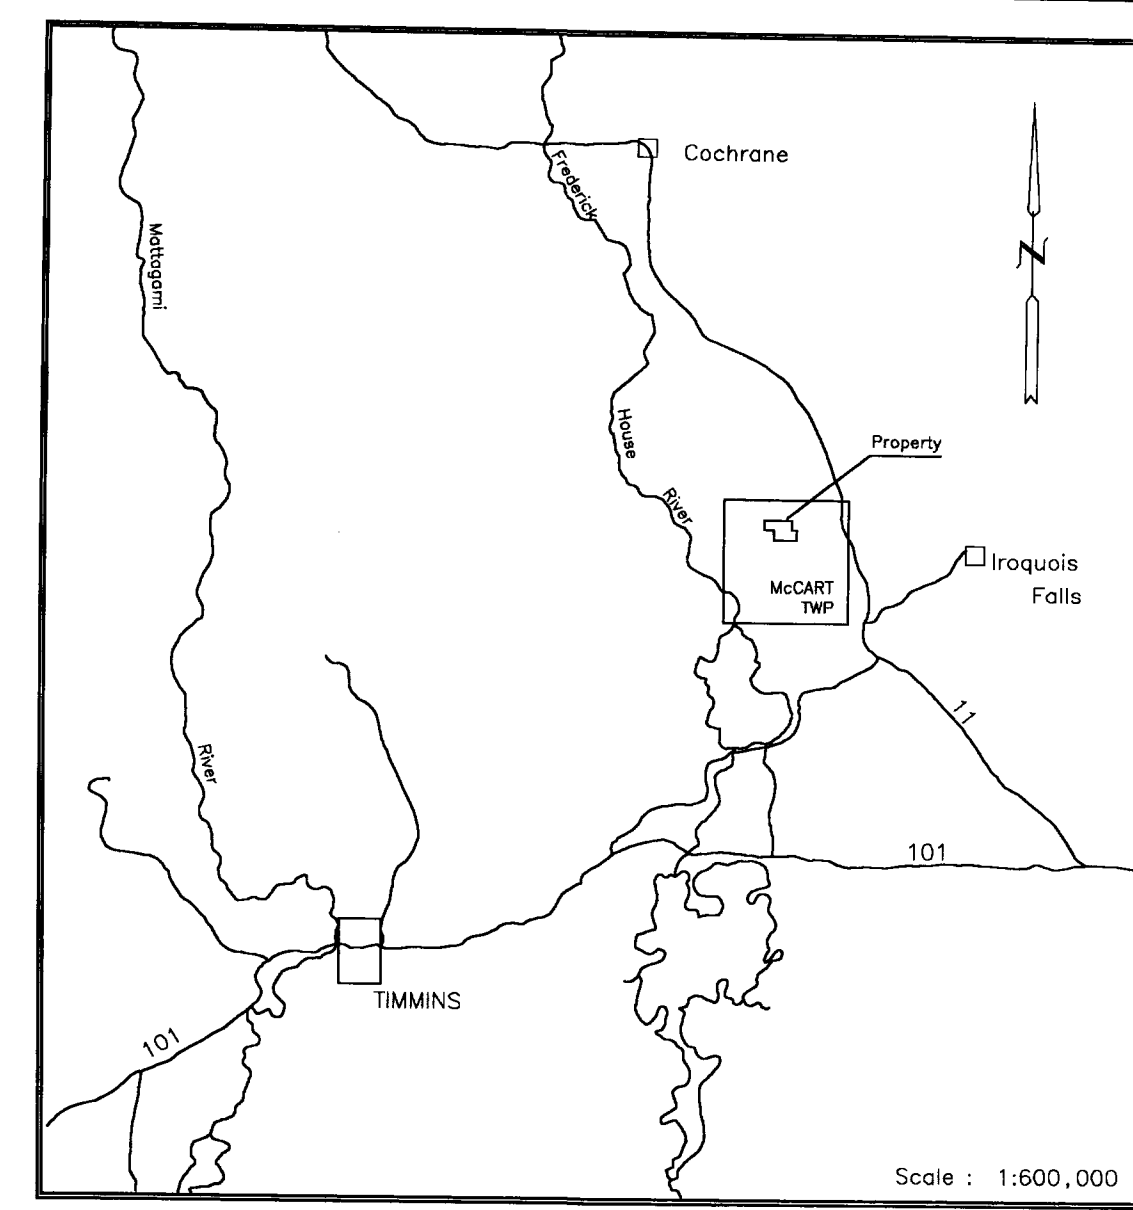 Cochrane
Frederick
Mattagami
N
House
Property
River
Iroquois
Falls
McCART
TWP
11
River
101
TIMMINS
101
Scale : 1:600,000